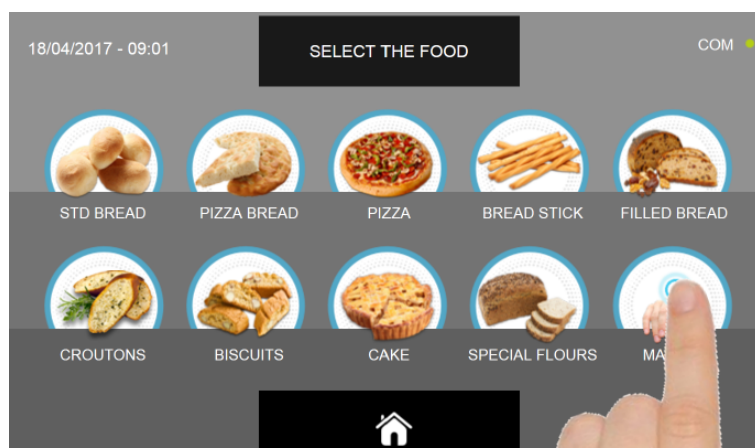 18/04/2017 - 09:01
SELECT THE FOOD
COM
STD BREAD
PIZZA BREAD
PIZZA
BREAD STICK
FILLED BREAD
CROUTONS
BISCUITS
CAKE
SPECIAL FLOURS